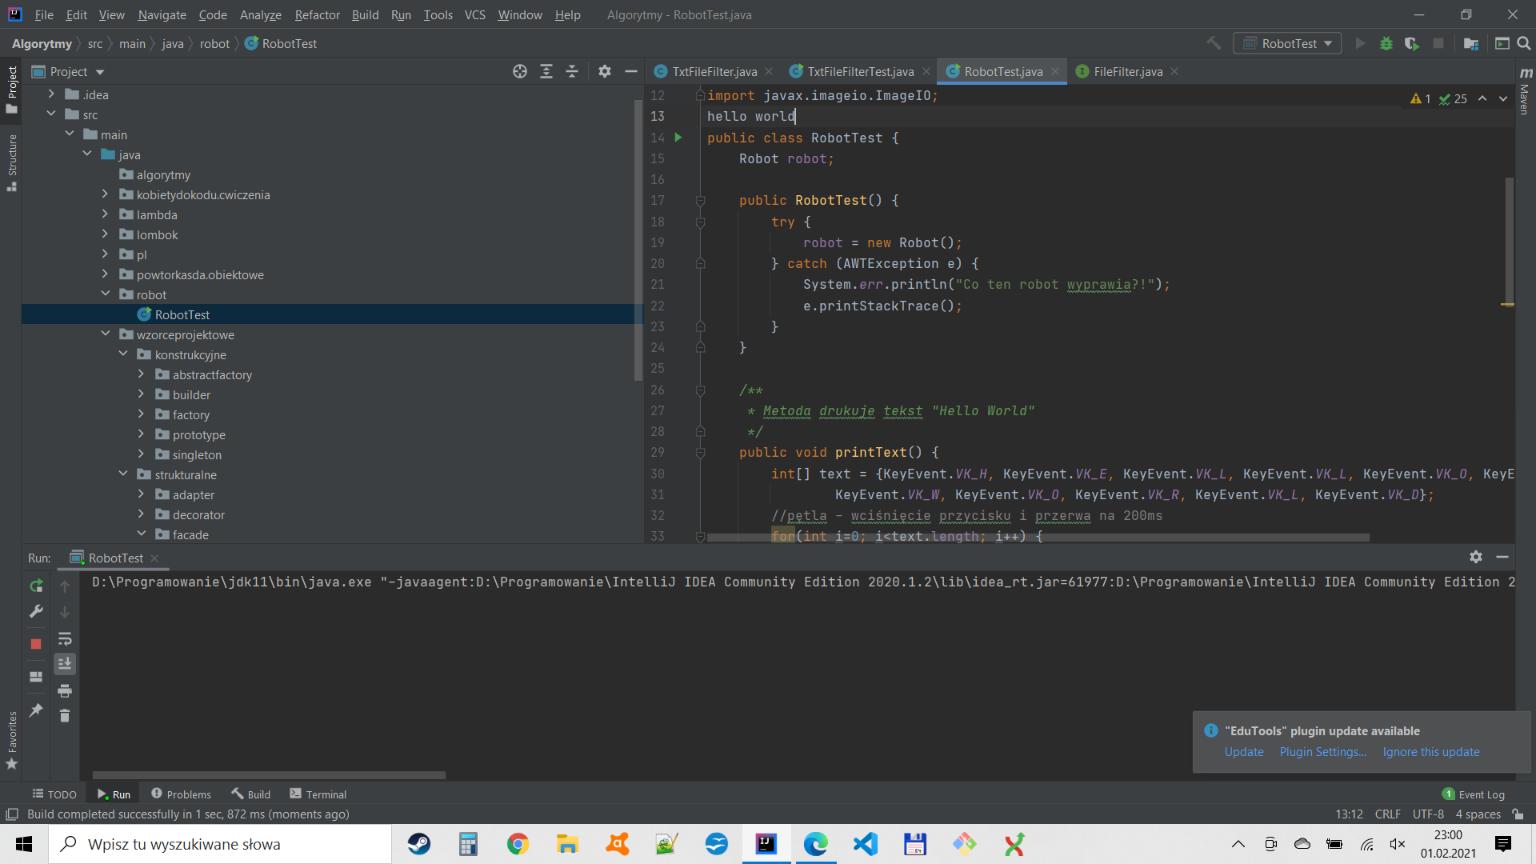 File Edit View Navigate Code Analyze Refactor Build Run Tools VCS Window Help Algorytmy - RobotTest.java
Algorytmy src main java robot RobotTest RobotTest
Project TxtFileFilter.java TxtFileFilterTest.java RobotTest.java FileFilter.java
Project
Structure
Favorites
Maven
.idea
src
main
java
algorytmy
kobietydokodu.cwiczenia
lambda
lombok
pl
powtorkasda.obiektowe
robot
RobotTest
wzorceprojektowe
konstrukcyjne
abstractfactory
builder
factory
prototype
singleton
strukturalne
adapter
decorator
facade
1 25
12 import javax.imageio.ImageIO;
13 hello world
14 public class RobotTest {
15 Robot robot;
16
17 public RobotTest() {
18 try {
19 robot = new Robot();
20 } catch (AWTException e) {
21 System.err.println("Co ten robot wyprawia?!");
22 e.printStackTrace();
23 }
24 }
25
26 /**
27 * Metoda drukuje tekst "Hello World"
28 */
29 public void printText() {
30 int[] text = {KeyEvent.VK_H, KeyEvent.VK_E, KeyEvent.VK_L, KeyEvent.VK_L, KeyEvent.VK_O, KeyE
31 KeyEvent.VK_W, KeyEvent.VK_O, KeyEvent.VK_R, KeyEvent.VK_L, KeyEvent.VK_D};
32 //pętla - wciśnięcie przycisku i przerwa na 200ms
33 for(int i=0; i<text.length; i++) {
Run: RobotTest
D:\Programowanie\jdk11\bin\java.exe "-javaagent:D:\Programowanie\IntelliJ IDEA Community Edition 2020.1.2\lib\idea_rt.jar=61977:D:\Programowanie\IntelliJ IDEA Community Edition 2
"EduTools" plugin update available
Update Plugin Settings... Ignore this update
TODO Run Problems Build Terminal 1 Event Log
Build completed successfully in 1 sec, 872 ms (moments ago) 13:12 CRLF UTF-8 4 spaces
Wpisz tu wyszukiwane słowa
23:00
01.02.2021